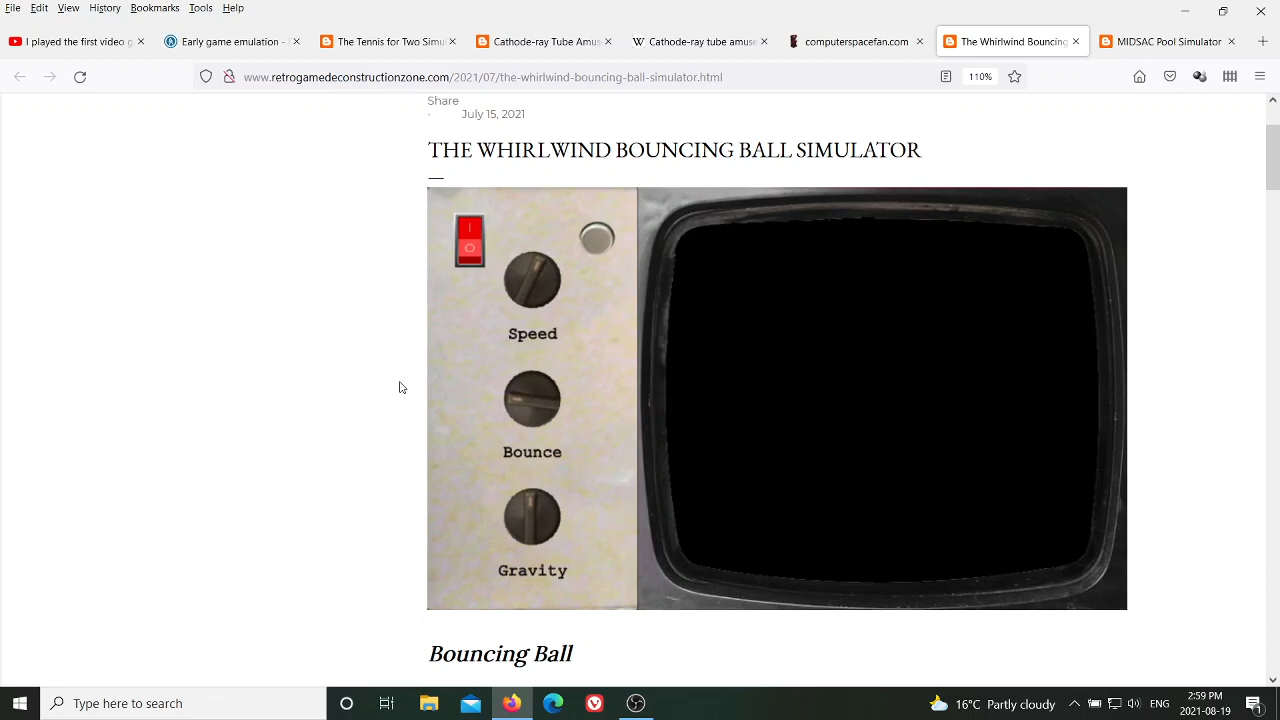 File Edit View History Bookmarks Tools Help
I played the first video g
Early game emulation - I
The Tennis for Two Simul
Cathode-ray Tube Amus
Cathode-ray tube amuse
computerspacefan.com
The Whirlwind Bouncing
MIDSAC Pool Simulator
www.retrogamedeconstructionzone.com/2021/07/the-whirlwind-bouncing-ball-simulator.html
110%
Share
· July 15, 2021
THE WHIRLWIND BOUNCING BALL SIMULATOR
Speed
Bounce
Gravity
Bouncing Ball
Type here to search
16°C Partly cloudy
ENG
2:59 PM
2021-08-19
1